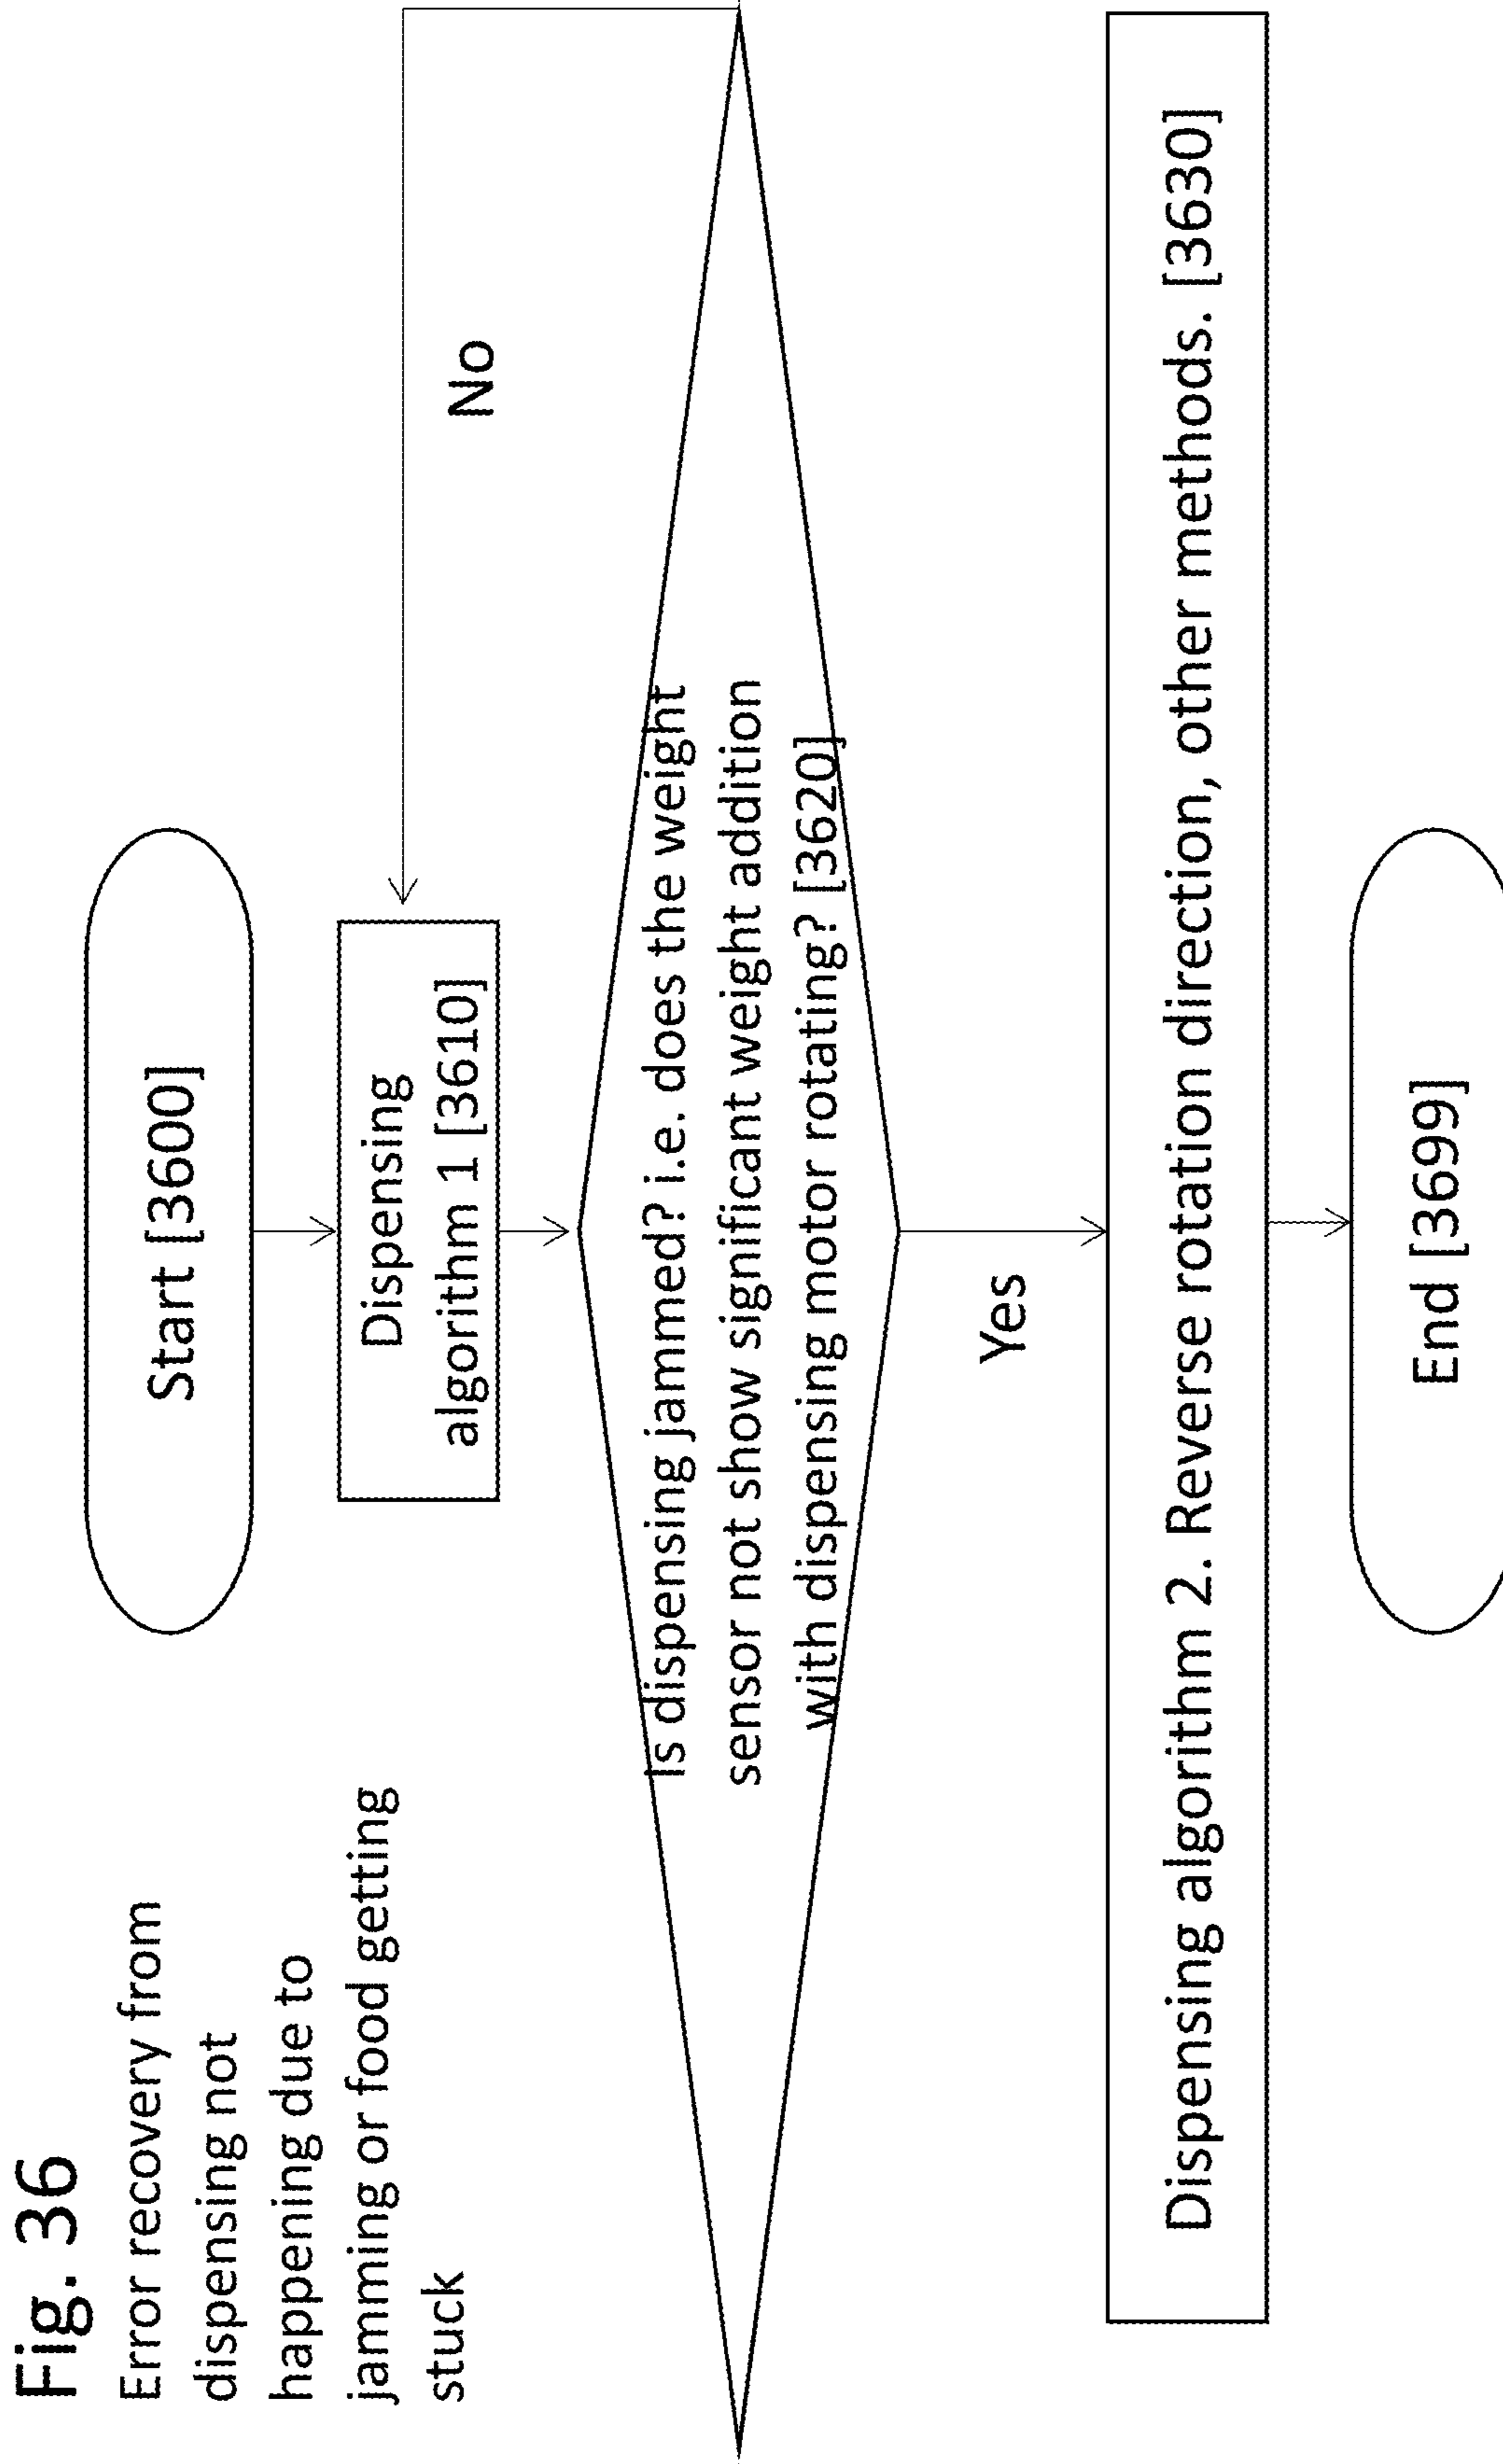 Fig. 36
Error recovery from
dispensing not
happening due to
jamming or food getting
stuck
Start [3600]
Dispensing
algorithm 1 [3610]
No
Is dispensing jammed? i.e. does the weight
sensor not show significant weight addition
with dispensing motor rotating? [3620]
Yes
Dispensing algorithm 2. Reverse rotation direction, other methods. [3630]
End [3699]